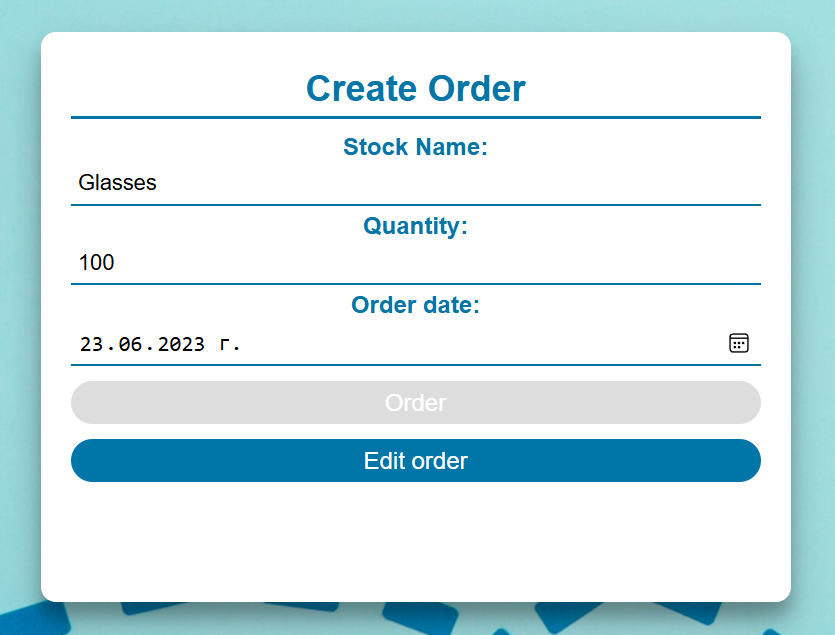 Create Order
Stock Name:
Glasses
Quantity:
100
Order date:
23.06.2023 г.
Order
Edit order